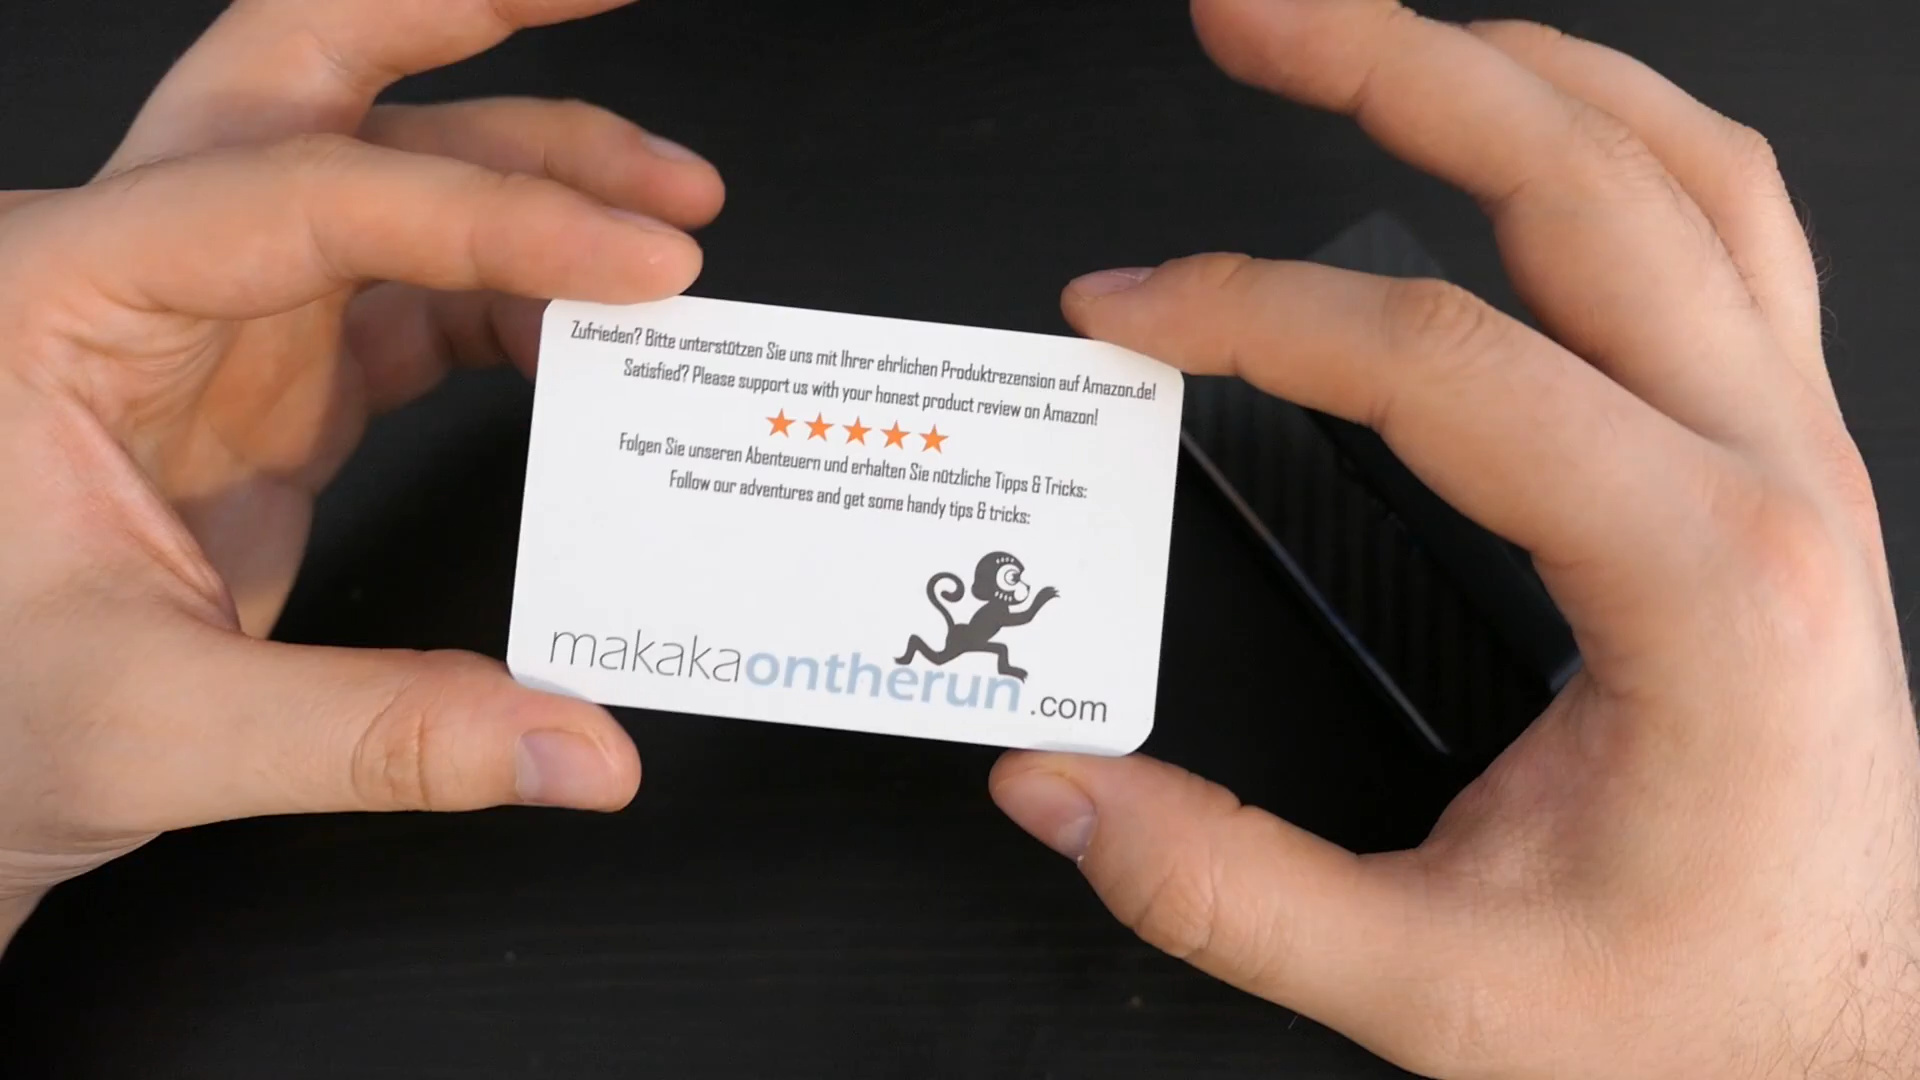 Zufrieden? Bitte unterstützen Sie uns mit Ihrer ehrlichen Produktrezension auf Amazon.de!
Satisfied? Please support us with your honest product review on Amazon!
Folgen Sie unseren Abenteuern und erhalten Sie nützliche Tipps & Tricks:
Follow our adventures and get some handy tips & tricks:
makakaontherun.com